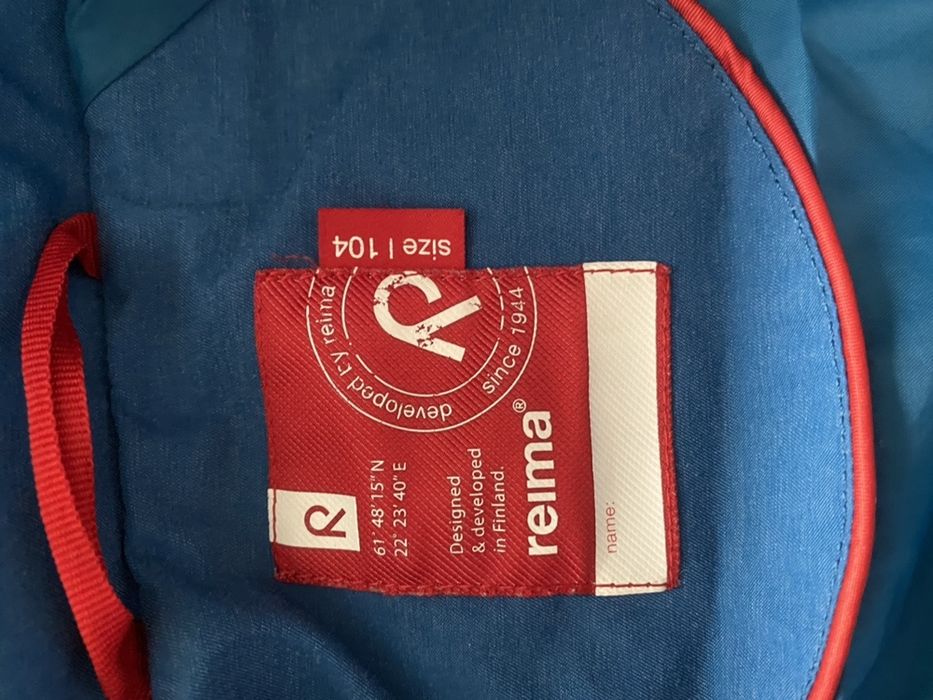 size | 104
developed by reima
since 1944
R
R
61° 48' 15" N
22° 23' 40" E
Designed
& developed
in Finland.
reima®
name: